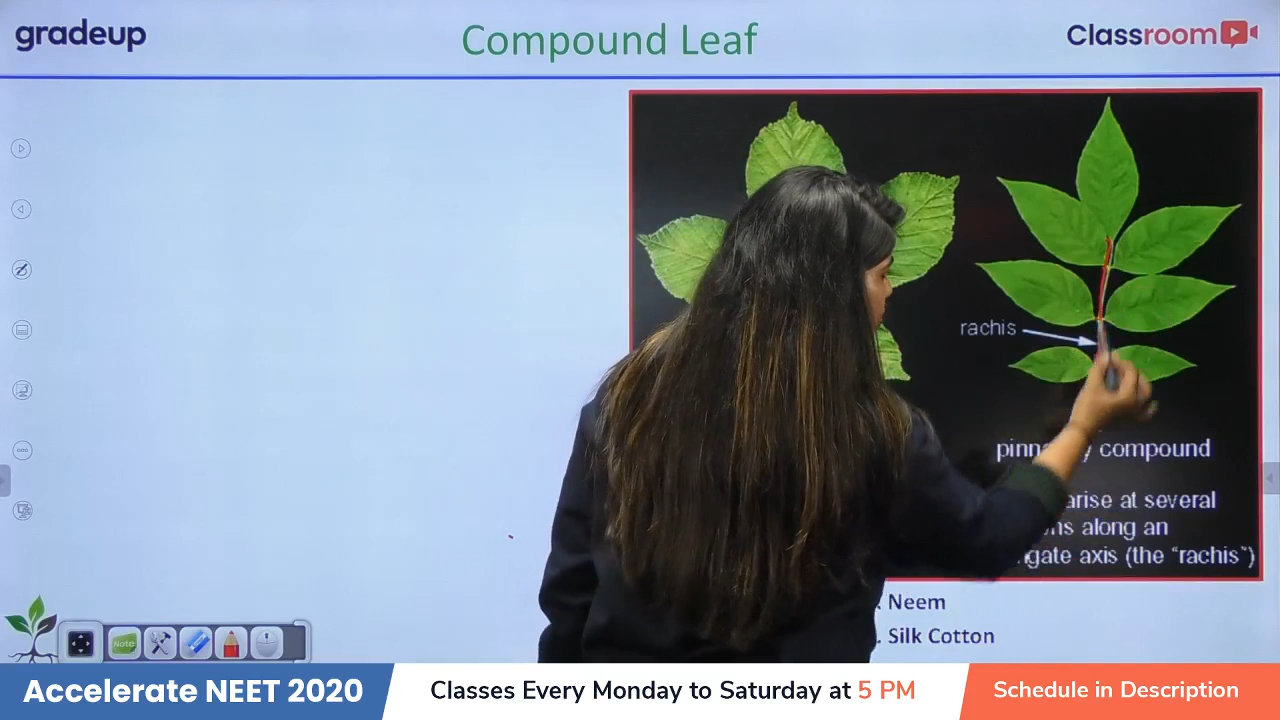 gradeup
Compound Leaf
Classroom
rachis
compound
arise at several
along an
axis (the "rachis")
Neem
Silk Cotton
Note
Accelerate NEET 2020
Classes Every Monday to Saturday at 5 PM
Schedule in Description